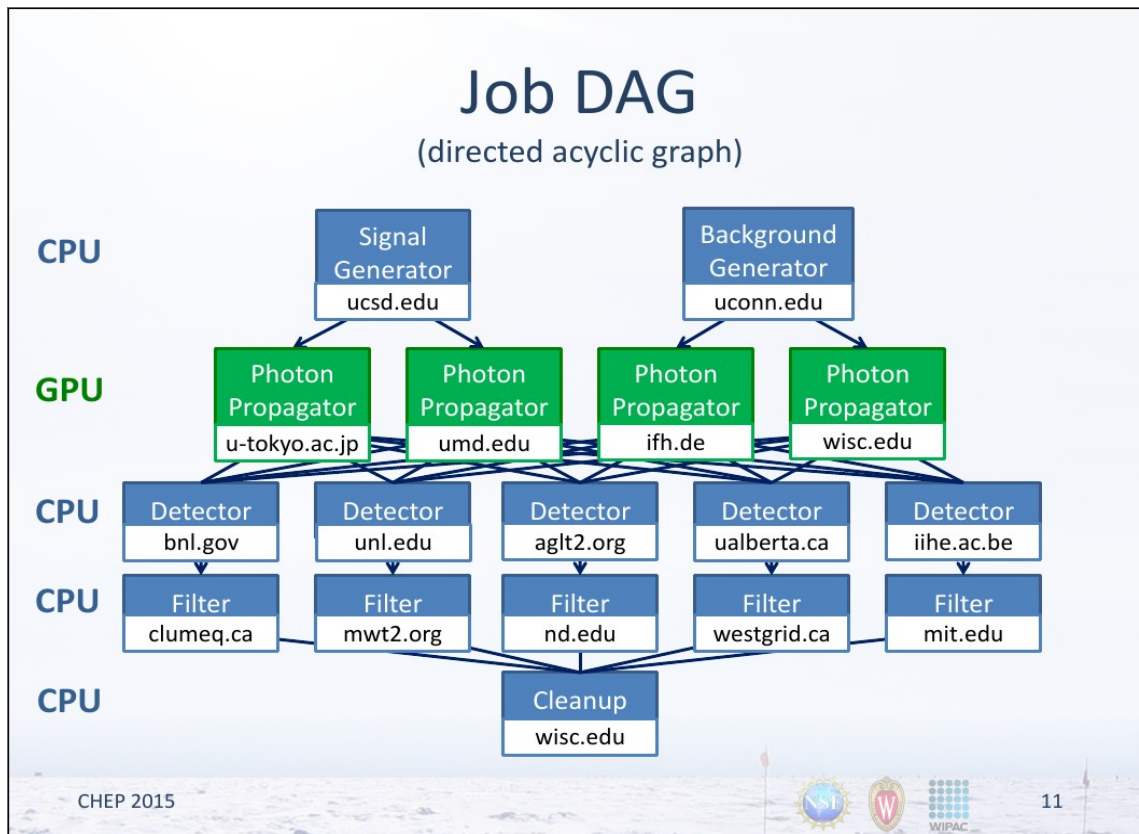 Job DAG
(directed acyclic graph)
CPU
Signal
Generator
ucsd.edu
Background
Generator
uconn.edu
GPU
Photon
Propagator
u-tokyo.ac.jp
Photon
Propagator
umd.edu
Photon
Propagator
ifh.de
Photon
Propagator
wisc.edu
CPU
Detector
bnl.gov
Detector
unl.edu
Detector
aglt2.org
Detector
ualberta.ca
Detector
iihe.ac.be
CPU
Filter
clumeq.ca
Filter
mwt2.org
Filter
nd.edu
Filter
westgrid.ca
Filter
mit.edu
CPU
Cleanup
wisc.edu
CHEP 2015
NSF
W
WIPAC
11